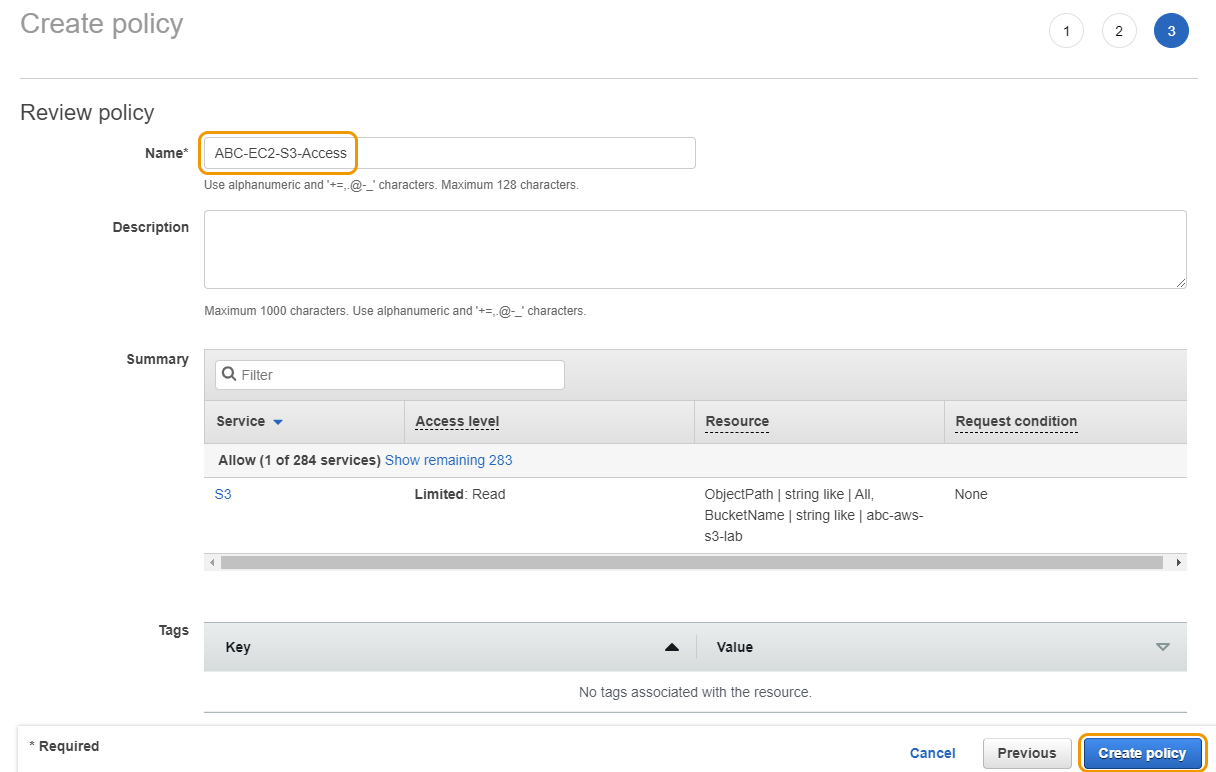 Create policy
1 2 3
Review policy
Name* ABC-EC2-S3-Access
Use alphanumeric and '+=,.@-_' characters. Maximum 128 characters.
Description
Maximum 1000 characters. Use alphanumeric and '+=,.@-_' characters.
Summary
Filter
Service Access level Resource Request condition
Allow (1 of 284 services) Show remaining 283
S3 Limited: Read ObjectPath | string like | All, None
BucketName | string like | abc-aws-
s3-lab
Tags
Key Value
No tags associated with the resource.
* Required
Cancel Previous Create policy